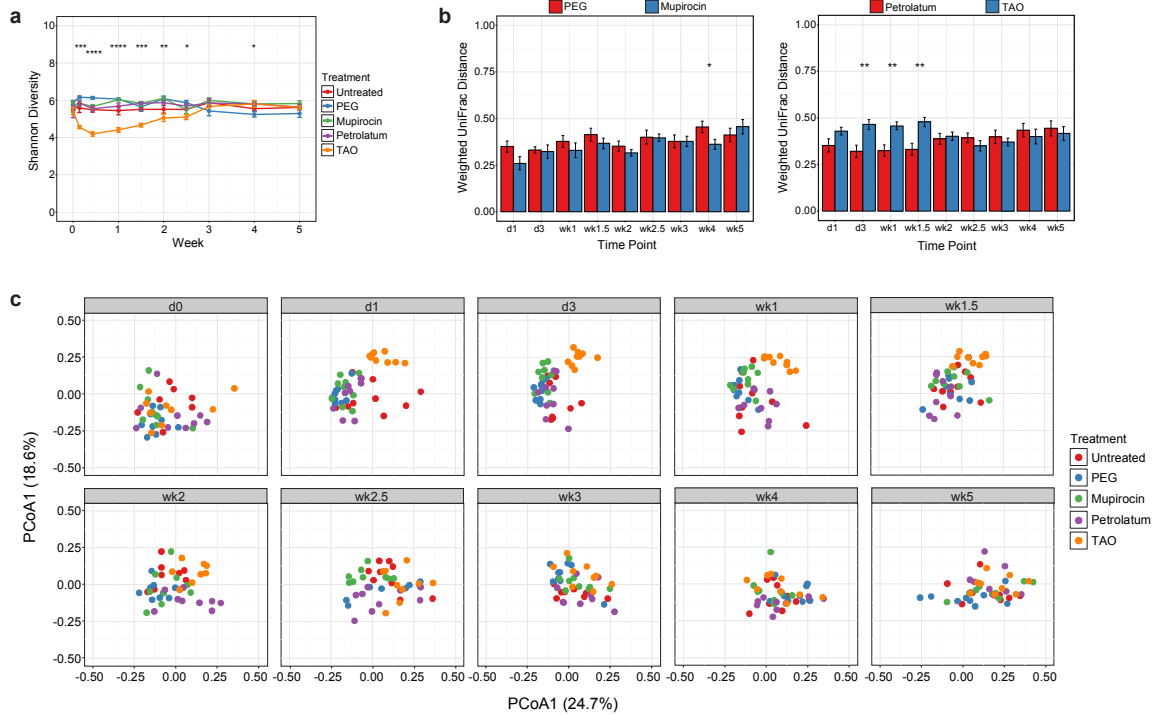 a
10
8
6
4
2
0
Shannon Diversity
*** **** **** *** ** * *
0 1 2 3 4 5
Week
Treatment
Untreated
PEG
Mupirocin
Petrolatum
TAO
b
PEG Mupirocin
1.00
0.75
0.50
0.25
0.00
Weighted UniFrac Distance
*
d1 d3 wk1 wk1.5 wk2 wk2.5 wk3 wk4 wk5
Time Point
Petrolatum TAO
1.00
0.75
0.50
0.25
0.00
Weighted UniFrac Distance
** ** **
d1 d3 wk1 wk1.5 wk2 wk2.5 wk3 wk4 wk5
Time Point
c
d0 d1 d3 wk1 wk1.5
0.50
0.25
0.00
-0.25
-0.50
wk2 wk2.5 wk3 wk4 wk5
0.50
0.25
0.00
-0.25
-0.50
PCoA1 (18.6%)
-0.50 -0.25 0.00 0.25 0.50 -0.50 -0.25 0.00 0.25 0.50 -0.50 -0.25 0.00 0.25 0.50 -0.50 -0.25 0.00 0.25 0.50 -0.50 -0.25 0.00 0.25 0.50
PCoA1 (24.7%)
Treatment
Untreated
PEG
Mupirocin
Petrolatum
TAO